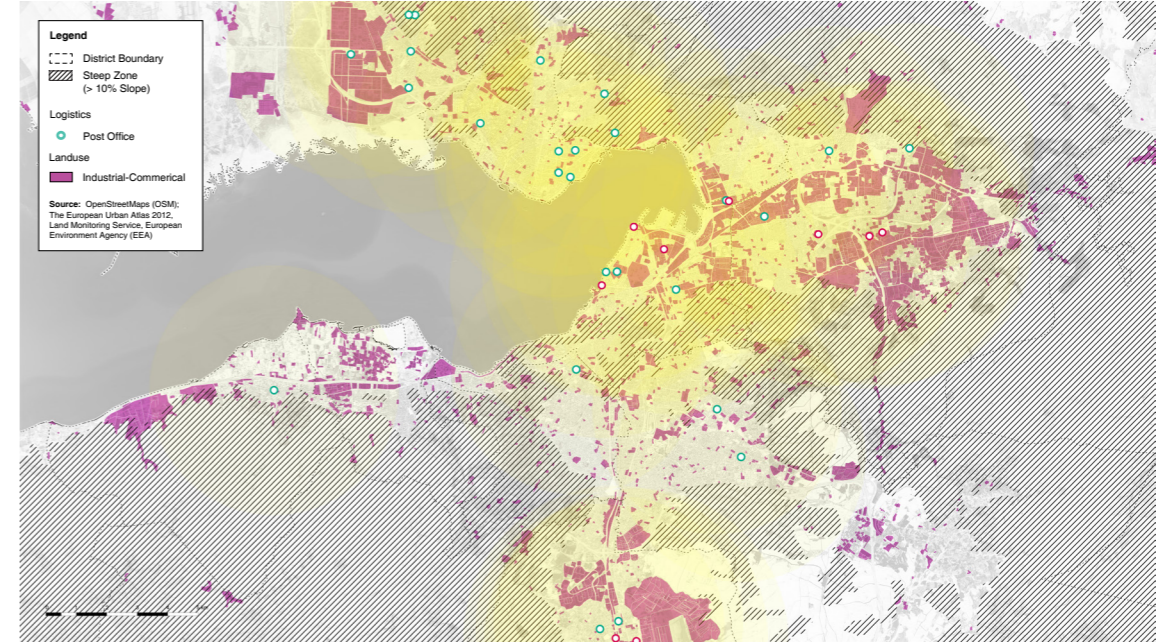 Legend
District Boundary
Steep Zone
(> 10% Slope)
Logistics
Post Office
Landuse
Industrial-Commerical
Source: OpenStreetMaps (OSM);
The European Urban Atlas 2012,
Land Monitoring Service, European
Environment Agency (EEA)